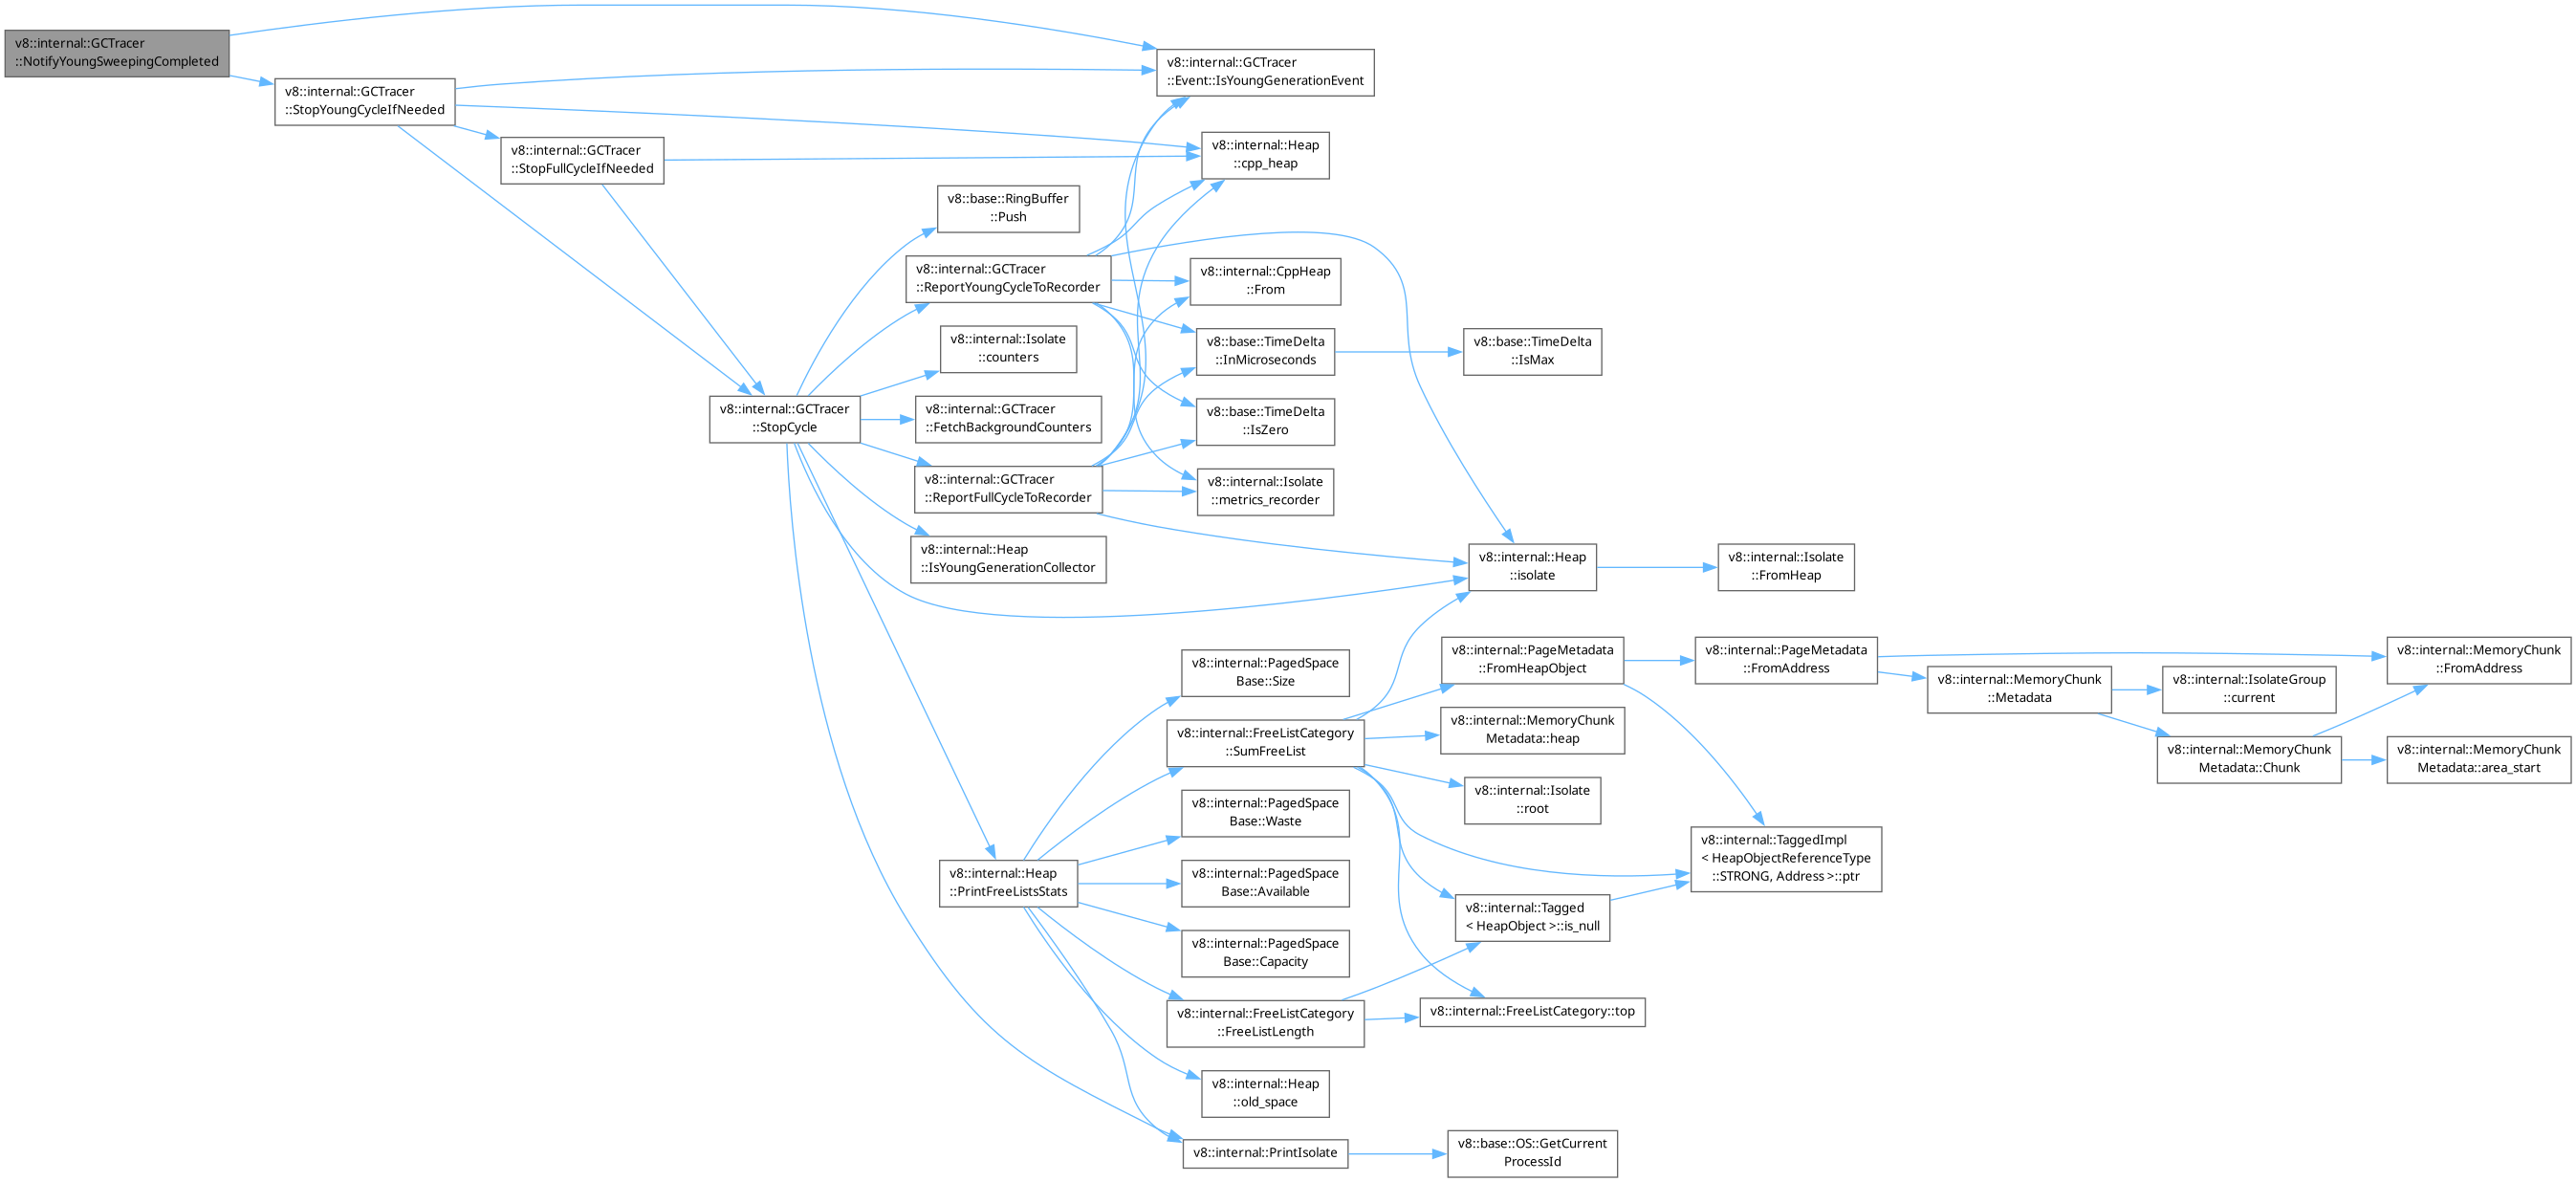 v8::internal::GCTracer
::NotifyYoungSweepingCompleted
v8::internal::GCTracer
::StopYoungCycleIfNeeded
v8::internal::GCTracer
::StopFullCycleIfNeeded
v8::internal::GCTracer
::StopCycle
v8::base::RingBuffer
::Push
v8::internal::GCTracer
::ReportYoungCycleToRecorder
v8::internal::Isolate
::counters
v8::internal::GCTracer
::FetchBackgroundCounters
v8::internal::GCTracer
::ReportFullCycleToRecorder
v8::internal::Heap
::IsYoungGenerationCollector
v8::internal::Heap
::PrintFreeListsStats
v8::internal::GCTracer
::Event::IsYoungGenerationEvent
v8::internal::Heap
::cpp_heap
v8::internal::CppHeap
::From
v8::base::TimeDelta
::InMicroseconds
v8::base::TimeDelta
::IsZero
v8::internal::Isolate
::metrics_recorder
v8::internal::PagedSpace
Base::Size
v8::internal::FreeListCategory
::SumFreeList
v8::internal::PagedSpace
Base::Waste
v8::internal::PagedSpace
Base::Available
v8::internal::PagedSpace
Base::Capacity
v8::internal::FreeListCategory
::FreeListLength
v8::internal::Heap
::old_space
v8::internal::PrintIsolate
v8::base::TimeDelta
::IsMax
v8::internal::Heap
::isolate
v8::internal::PageMetadata
::FromHeapObject
v8::internal::MemoryChunk
Metadata::heap
v8::internal::Isolate
::root
v8::internal::Tagged
< HeapObject >::is_null
v8::internal::FreeListCategory::top
v8::base::OS::GetCurrent
ProcessId
v8::internal::Isolate
::FromHeap
v8::internal::PageMetadata
::FromAddress
v8::internal::TaggedImpl
< HeapObjectReferenceType
::STRONG, Address >::ptr
v8::internal::MemoryChunk
::Metadata
v8::internal::IsolateGroup
::current
v8::internal::MemoryChunk
Metadata::Chunk
v8::internal::MemoryChunk
::FromAddress
v8::internal::MemoryChunk
Metadata::area_start